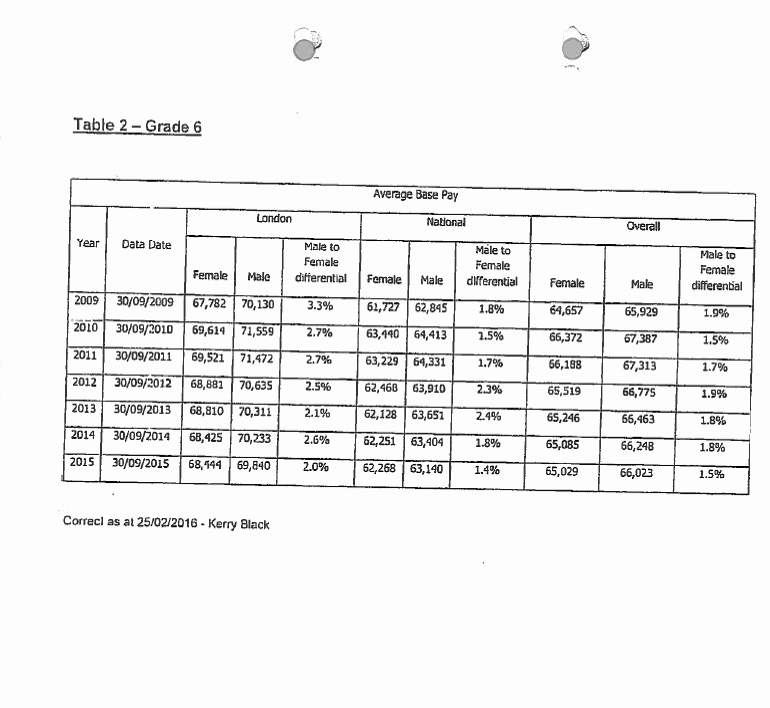 Table 2 – Grade 6
Average Base Pay
Year Data Date London National Overall
Female Male Male to Female differential Female Male Male to Female differential Female Male Male to Female differential
2009 30/09/2009 67,782 70,130 3.3% 61,727 62,845 1.8% 64,657 65,929 1.9%
2010 30/09/2010 69,614 71,559 2.7% 63,440 64,413 1.5% 66,372 67,387 1.5%
2011 30/09/2011 69,521 71,472 2.7% 63,229 64,331 1.7% 66,188 67,313 1.7%
2012 30/09/2012 68,881 70,635 2.5% 62,468 63,910 2.3% 65,519 66,775 1.9%
2013 30/09/2013 68,810 70,311 2.1% 62,128 63,651 2.4% 65,246 66,463 1.8%
2014 30/09/2014 68,425 70,233 2.6% 62,251 63,404 1.8% 65,085 66,248 1.8%
2015 30/09/2015 68,444 69,840 2.0% 62,268 63,140 1.4% 65,029 66,023 1.5%
Correct as at 25/02/2016 - Kerry Black